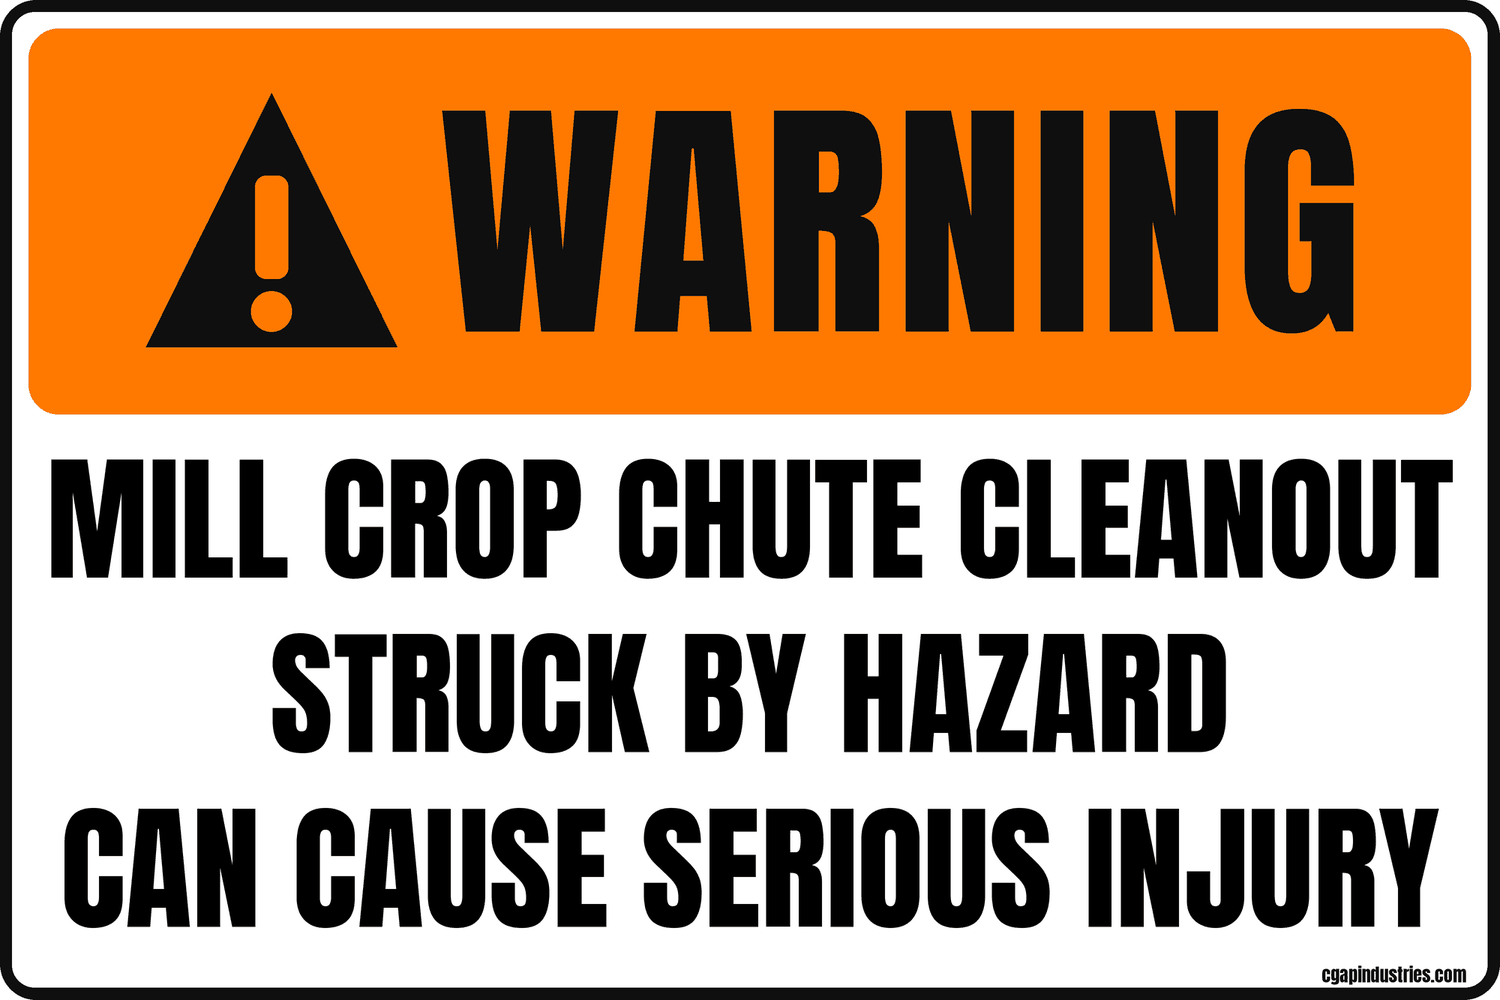 WARNING
MILL CROP CHUTE CLEANOUT
STRUCK BY HAZARD
CAN CAUSE SERIOUS INJURY
cgapindustries.com